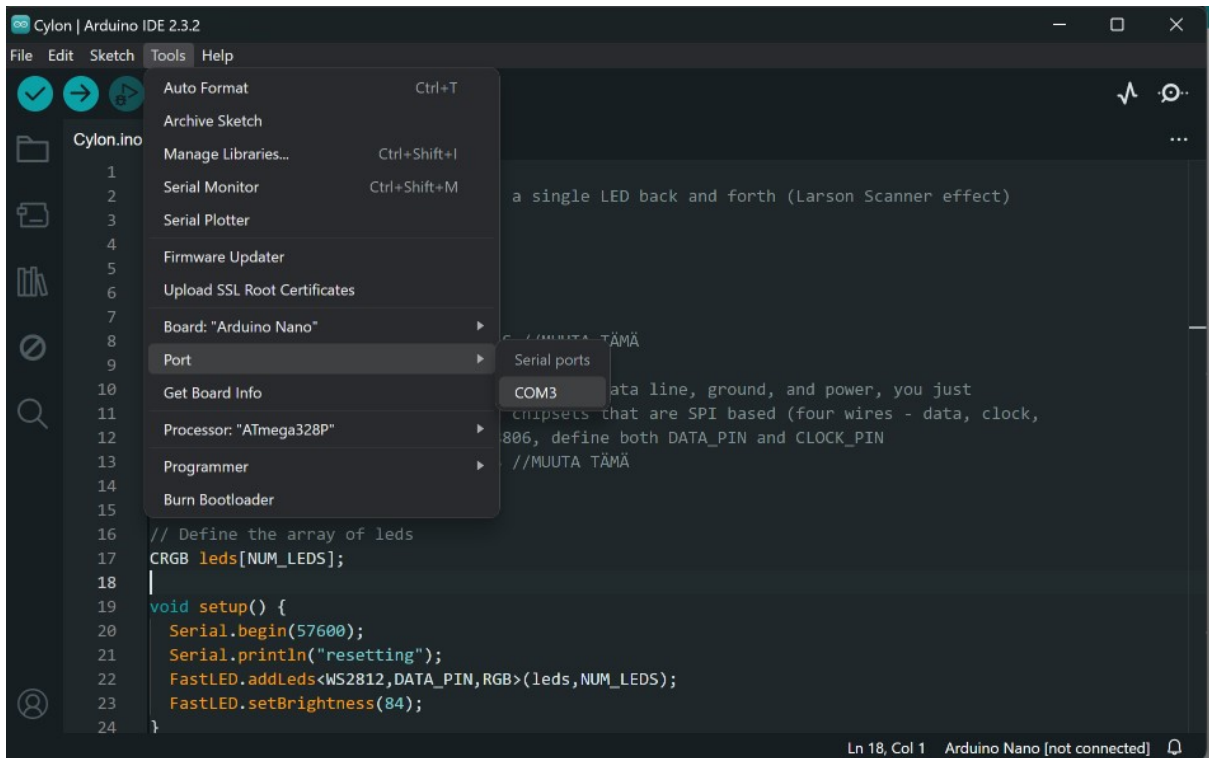 Cylon | Arduino IDE 2.3.2
File Edit Sketch Tools Help
Cylon.ino
Auto Format Ctrl+T
Archive Sketch
Manage Libraries... Ctrl+Shift+I
Serial Monitor Ctrl+Shift+M
Serial Plotter
Firmware Updater
Upload SSL Root Certificates
Board: "Arduino Nano"
Port
Get Board Info
Processor: "ATmega328P"
Programmer
Burn Bootloader
Serial ports
COM3
1
2 a single LED back and forth (Larson Scanner effect)
3
4
5
6
7
8 //MUUTA TÄMÄ
9
10 ata line, ground, and power, you just
11 chipsets that are SPI based (four wires - data, clock,
12 806, define both DATA_PIN and CLOCK_PIN
13 //MUUTA TÄMÄ
14
15
16 // Define the array of leds
17 CRGB leds[NUM_LEDS];
18
19 void setup() {
20 Serial.begin(57600);
21 Serial.println("resetting");
22 FastLED.addLeds<WS2812,DATA_PIN,RGB>(leds,NUM_LEDS);
23 FastLED.setBrightness(84);
24 }
Ln 18, Col 1 Arduino Nano [not connected]